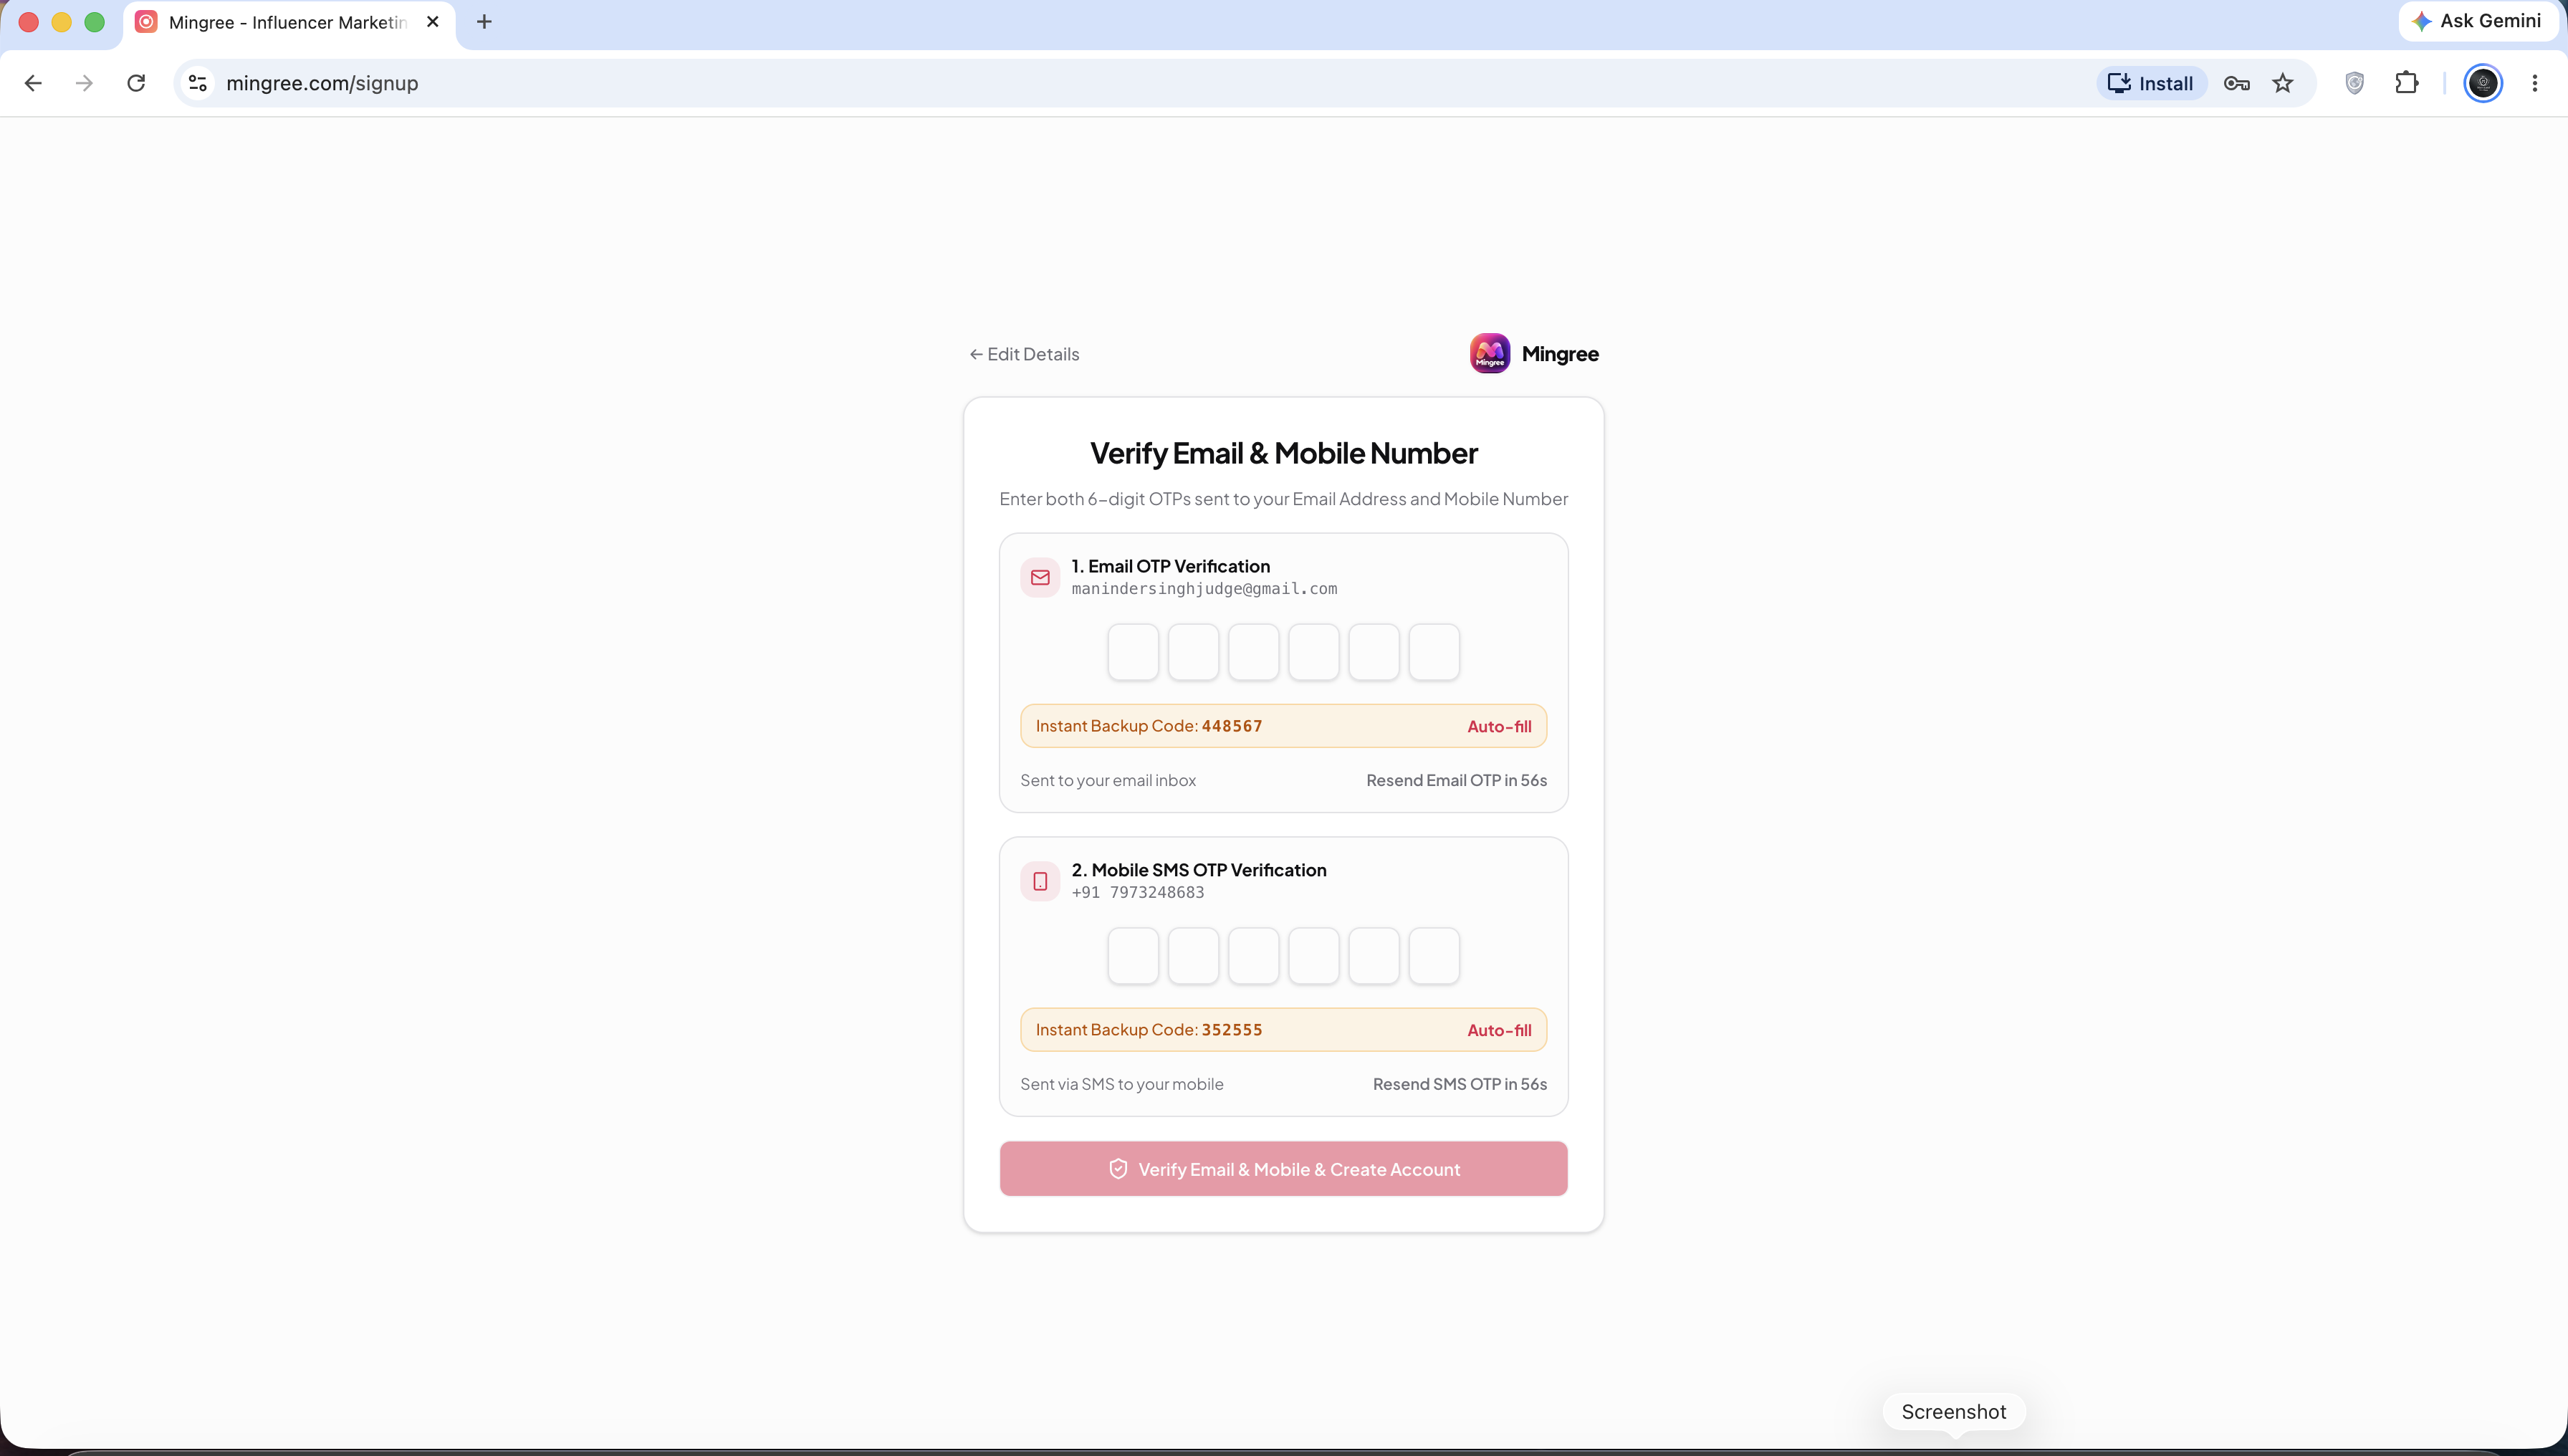 Mingree - Influencer Marketin
Ask Gemini
mingree.com/signup
Install
Edit Details
Mingree
Mingree
Verify Email & Mobile Number
Enter both 6-digit OTPs sent to your Email Address and Mobile Number
1. Email OTP Verification
manindersinghjudge@gmail.com
Instant Backup Code: 448567
Auto-fill
Sent to your email inbox
Resend Email OTP in 56s
2. Mobile SMS OTP Verification
+91 7973248683
Instant Backup Code: 352555
Auto-fill
Sent via SMS to your mobile
Resend SMS OTP in 56s
Verify Email & Mobile & Create Account
Screenshot